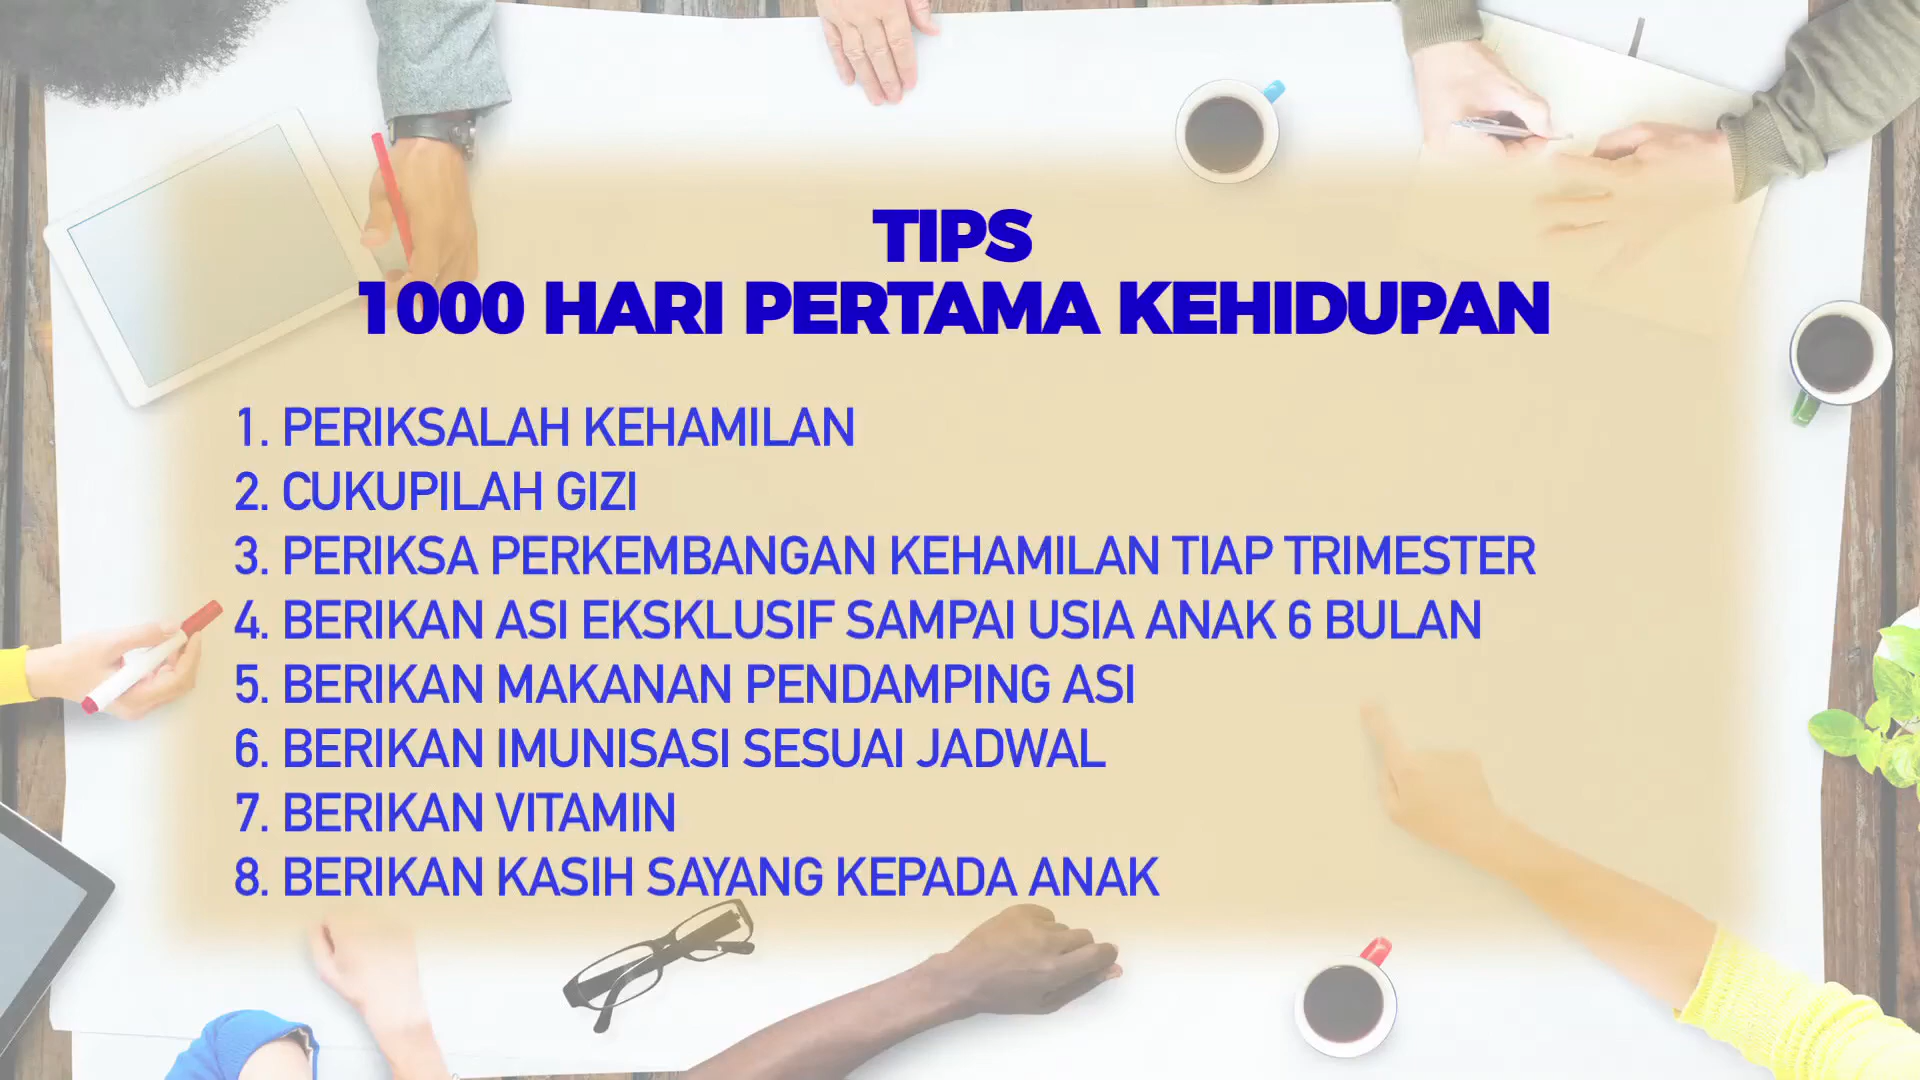 TIPS
1000 HARI PERTAMA KEHIDUPAN
1. PERIKSALAH KEHAMILAN
2. CUKUPILAH GIZI
3. PERIKSA PERKEMBANGAN KEHAMILAN TIAP TRIMESTER
4. BERIKAN ASI EKSKLUSIF SAMPAI USIA ANAK 6 BULAN
5. BERIKAN MAKANAN PENDAMPING ASI
6. BERIKAN IMUNISASI SESUAI JADWAL
7. BERIKAN VITAMIN
8. BERIKAN KASIH SAYANG KEPADA ANAK